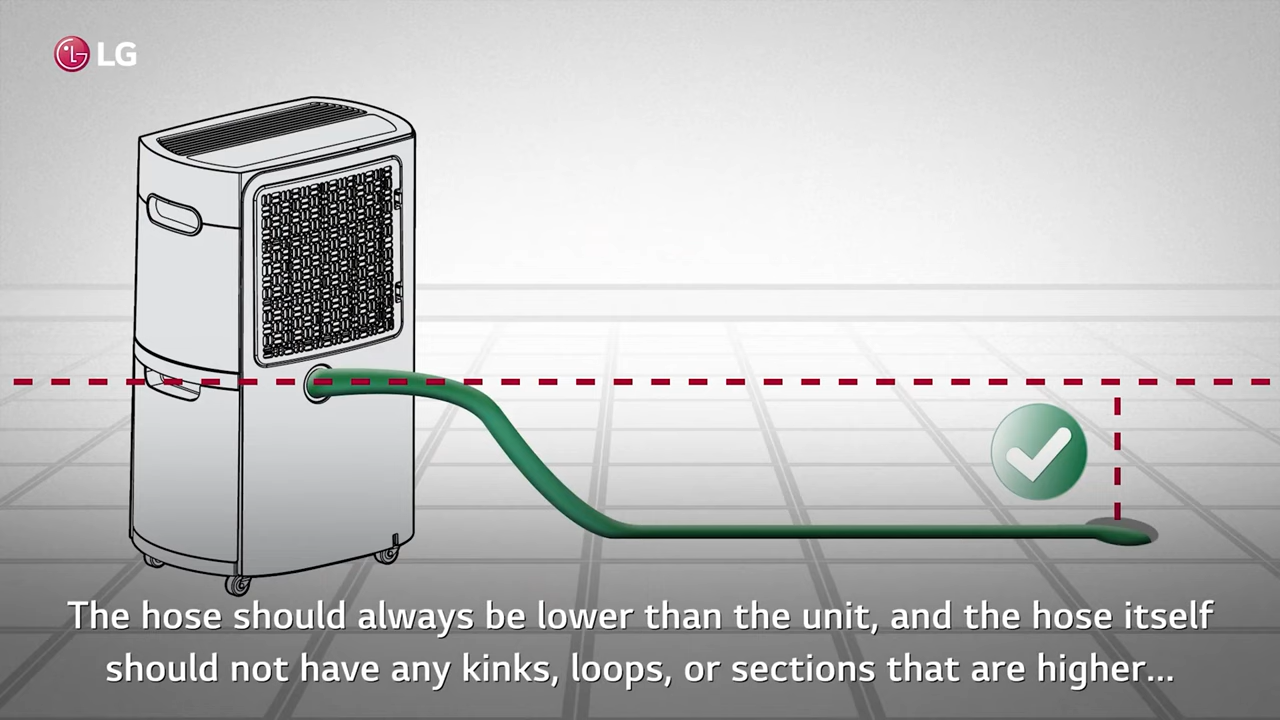 LG
The hose should always be lower than the unit, and the hose itself
should not have any kinks, loops, or sections that are higher...